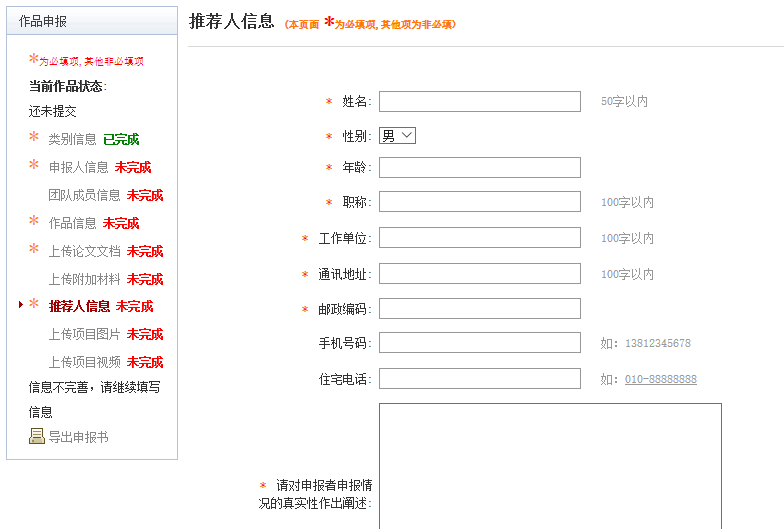 作品申报
*为必填项, 其他非必填项
当前作品状态:
还未提交
* 类别信息 已完成
* 申报人信息 未完成
团队成员信息 未完成
* 作品信息 未完成
* 上传论文文档 未完成
上传附加材料 未完成
* 推荐人信息 未完成
上传项目图片 未完成
上传项目视频 未完成
信息不完善，请继续填写
信息
导出申报书
推荐人信息 (本页面 *为必填项, 其他项为非必填)
* 姓名: 50字以内
* 性别: 男
* 年龄:
* 职称: 100字以内
* 工作单位: 100字以内
* 通讯地址: 100字以内
* 邮政编码:
手机号码: 如: 13812345678
住宅电话: 如: 010-88888888
* 请对申报者申报情
况的真实性作出阐述: